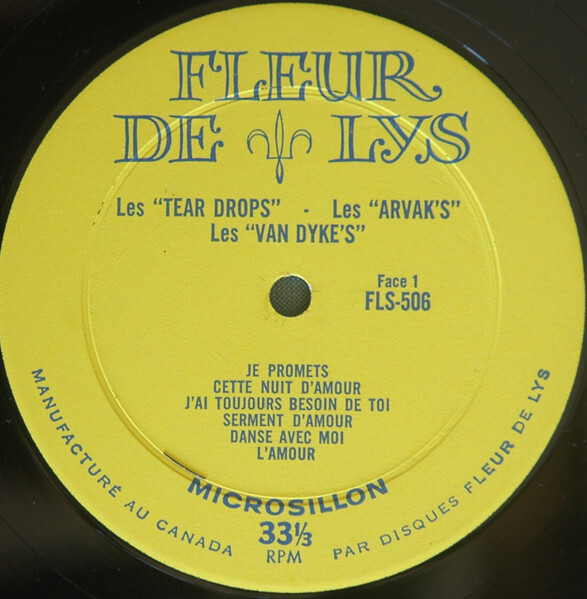 FLEUR
DE LYS
Les "TEAR DROPS" - Les "ARVAK'S"
Les "VAN DYKE'S"
Face 1
FLS-506
JE PROMETS
CETTE NUIT D'AMOUR
J'AI TOUJOURS BESOIN DE TOI
SERMENT D'AMOUR
DANSE AVEC MOI
L'AMOUR
MICROSILLON
33⅓
RPM
MANUFACTURÉ AU CANADA PAR DISQUES FLEUR DE LYS